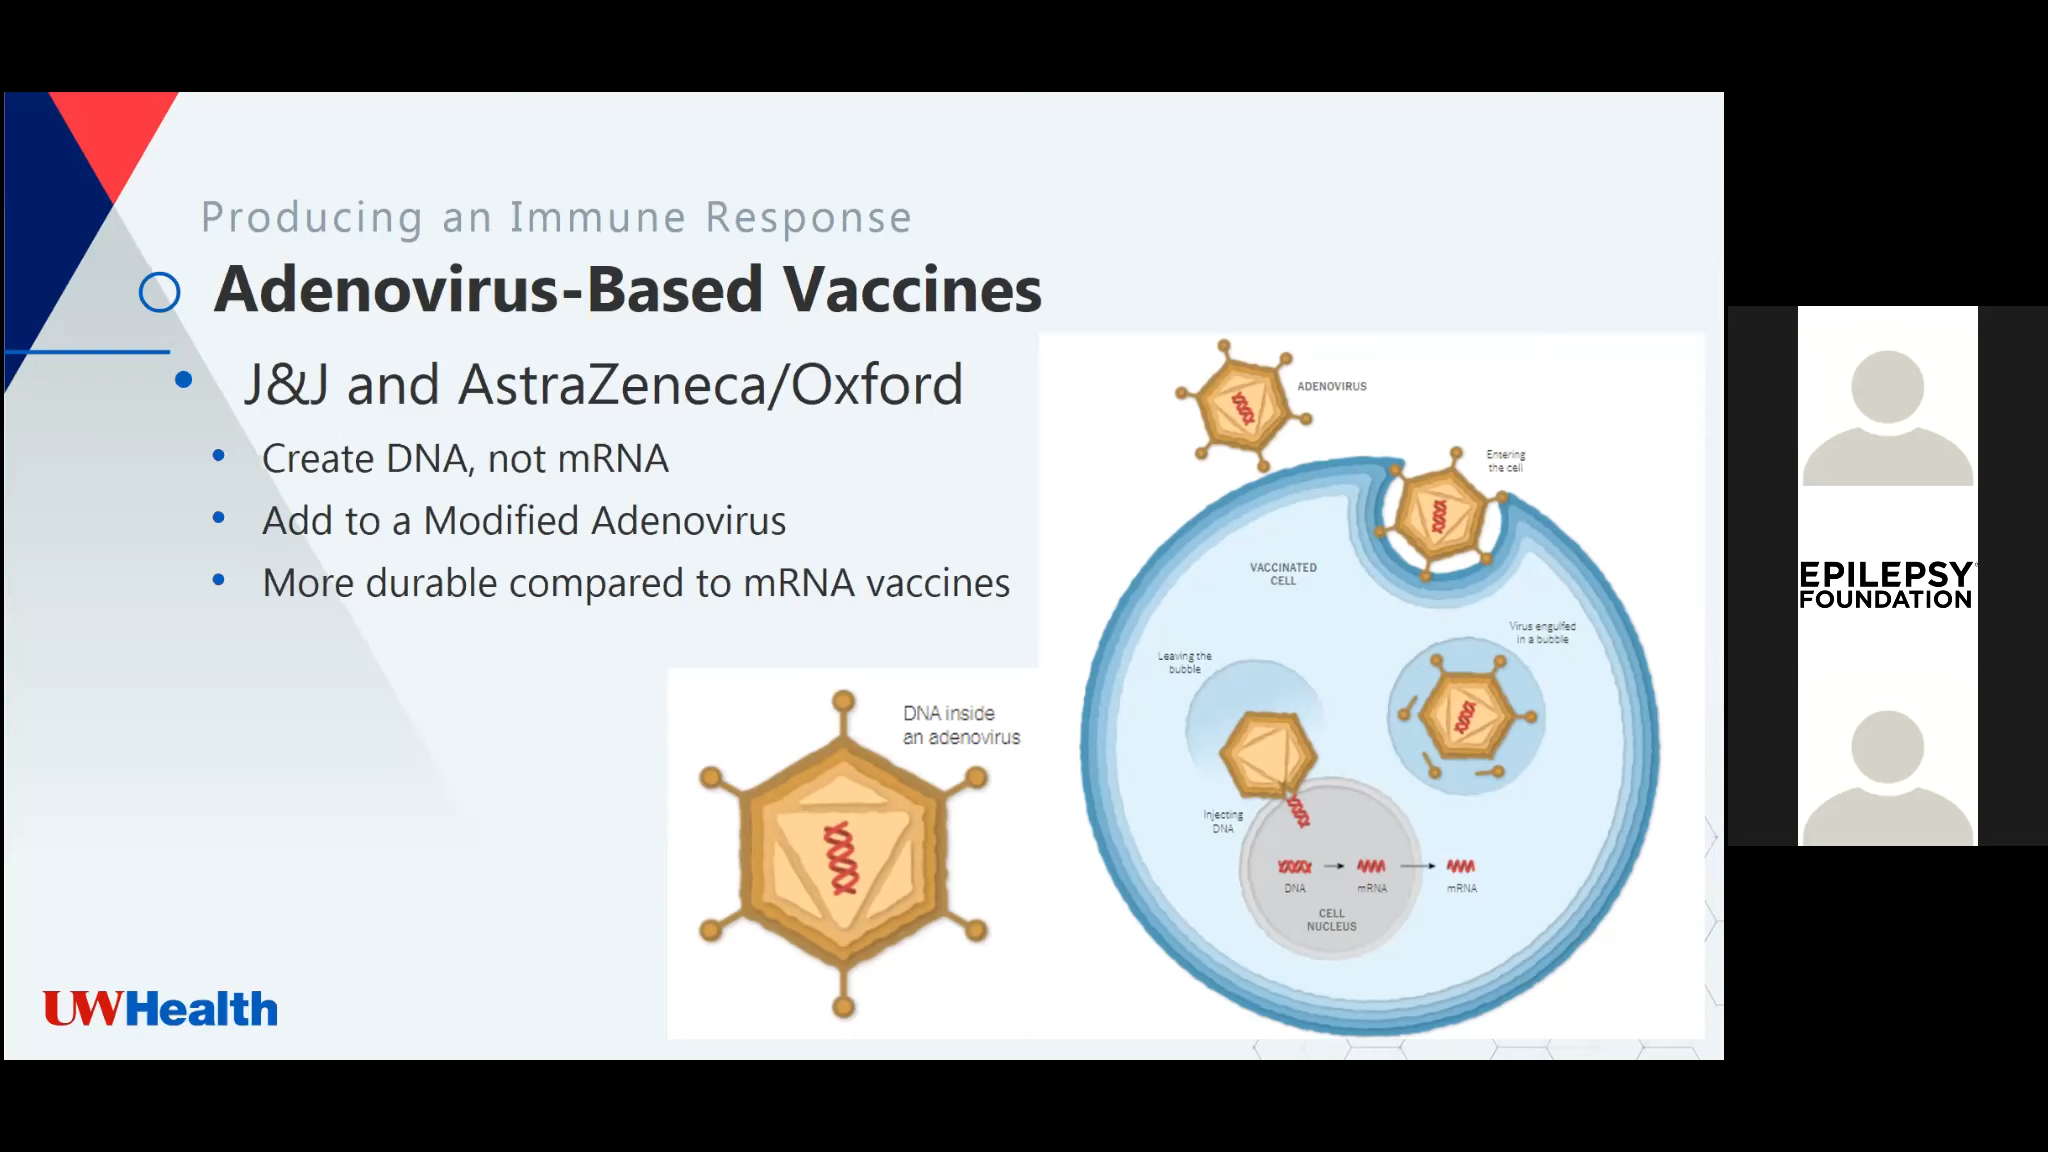 Producing an Immune Response
Adenovirus-Based Vaccines
J&J and AstraZeneca/Oxford
Create DNA, not mRNA
Add to a Modified Adenovirus
More durable compared to mRNA vaccines
DNA inside
an adenovirus
ADENOVIRUS
Entering
the cell
VACCINATED
CELL
Virus engulfed
in a bubble
Leaving the
bubble
Injecting
DNA
DNA
mRNA
mRNA
CELL
NUCLEUS
UWHealth
EPILEPSY
FOUNDATION